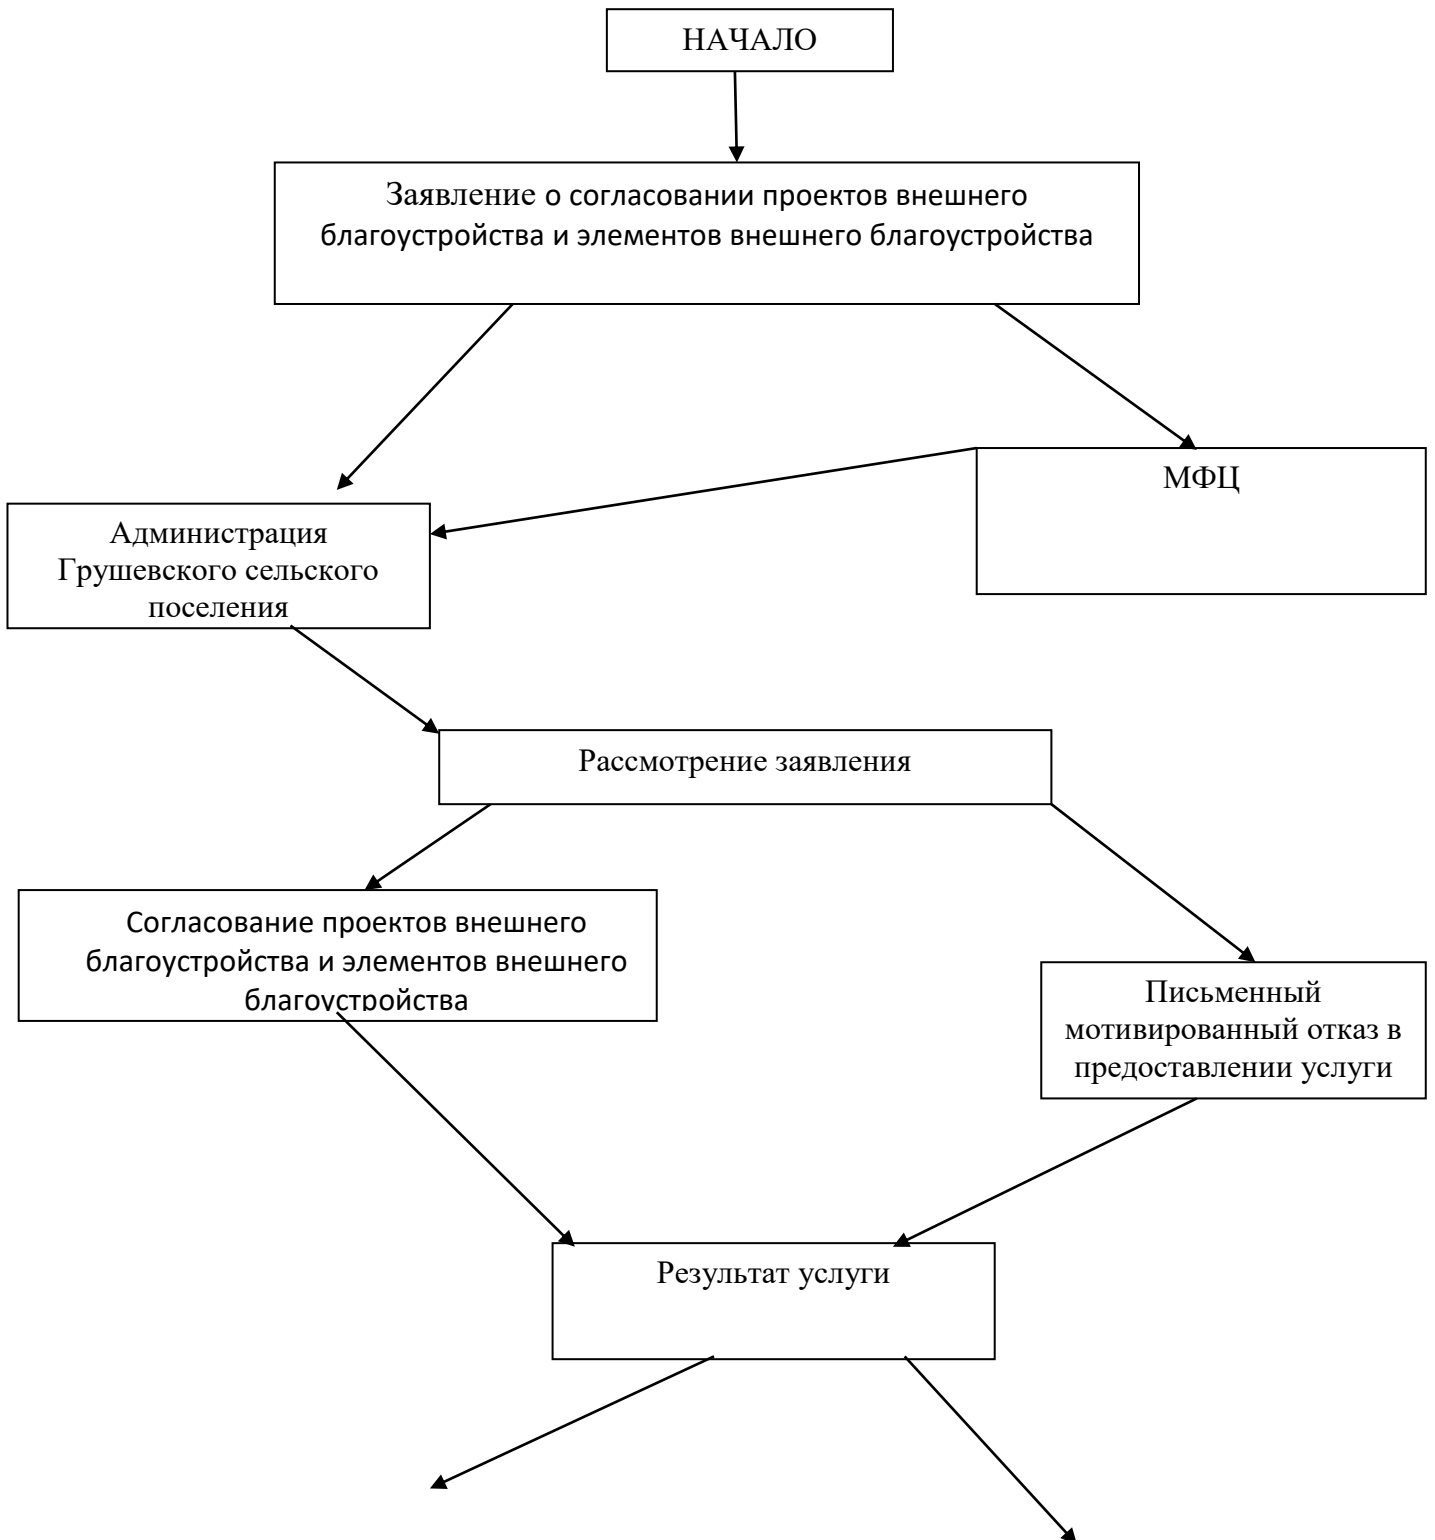 НАЧАЛО
Заявление о согласовании проектов внешнего
благоустройства и элементов внешнего благоустройства
МФЦ
Администрация
Грушевского сельского
поселения
Рассмотрение заявления
Согласование проектов внешнего
благоустройства и элементов внешнего
благоустройства
Письменный
мотивированный отказ в
предоставлении услуги
Результат услуги